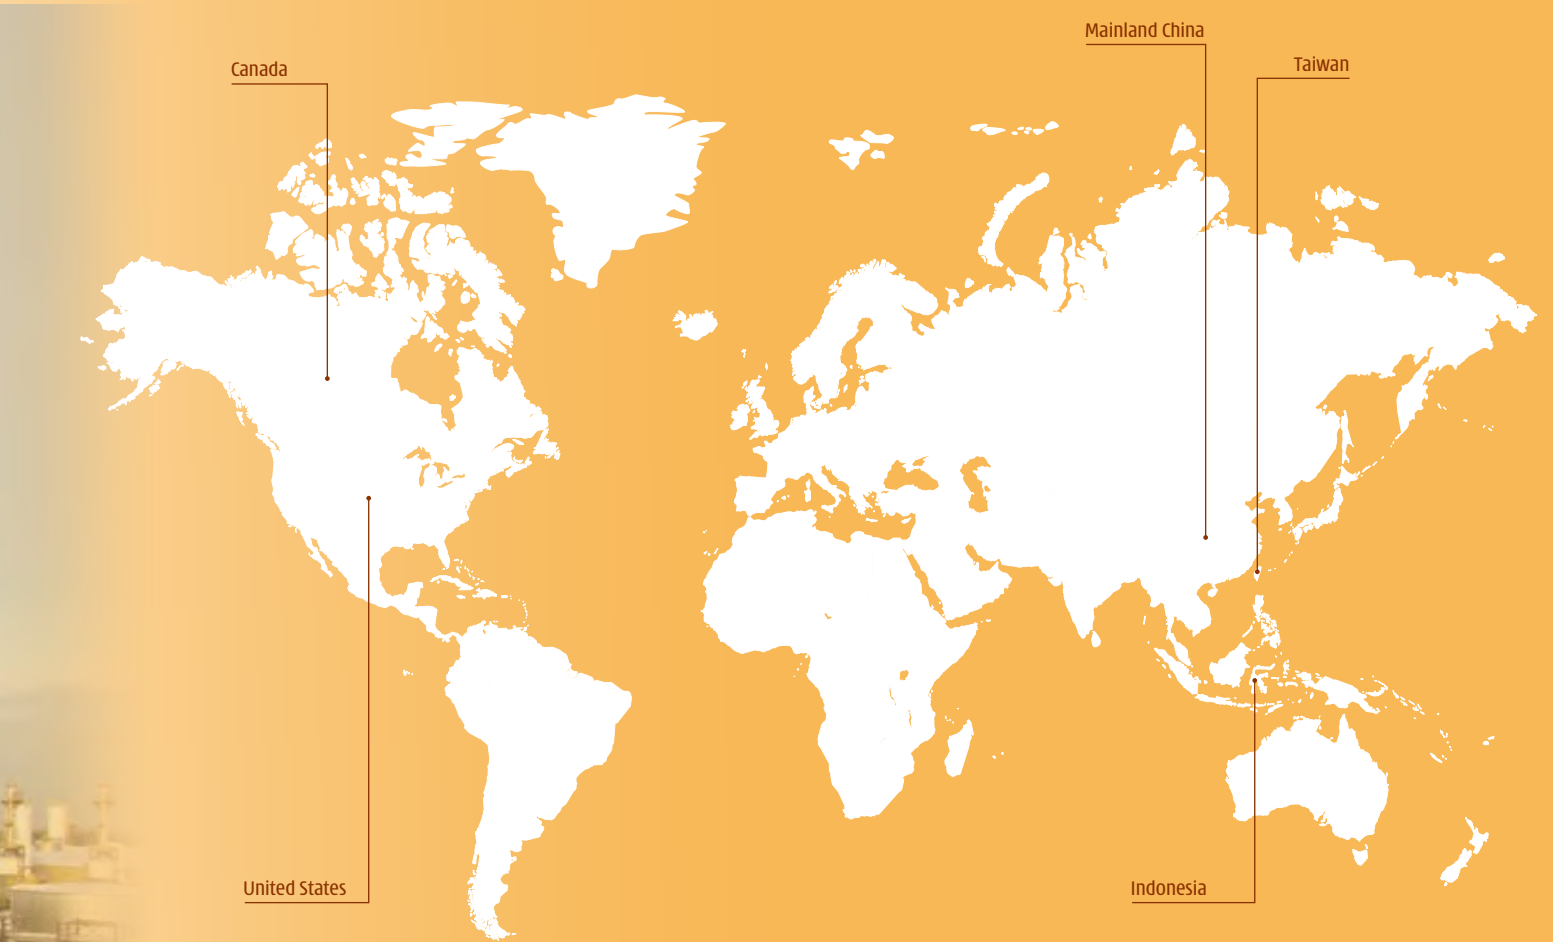 Mainland China
Taiwan
Canada
United States
Indonesia